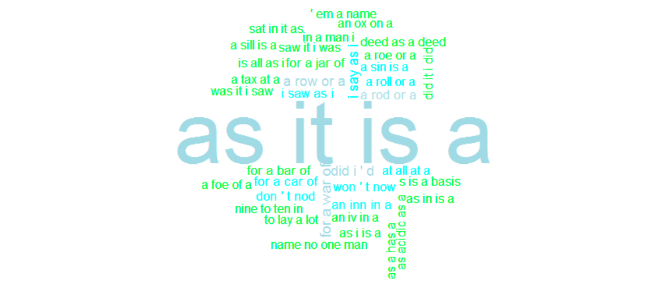 ' em a name
an ox on a
sat in it as
in a man i
deed as a deed
a sill is a
saw it i was
a roe or a
is all as i
for a jar of
i say as i
a sin is a
did it i did
a tax at a
a row or a
a roll or a
was it i saw
i saw as i
a rod or a
as it is a
for a bar of
for a war of
did i ' d
at all at a
a foe of a
for a car of
won ' t now
s is a basis
don ' t nod
an inn in a
as in is a
nine to ten in
to lay a lot
an iv in a
as i is a
as acidic as a
as a has a
name no one man